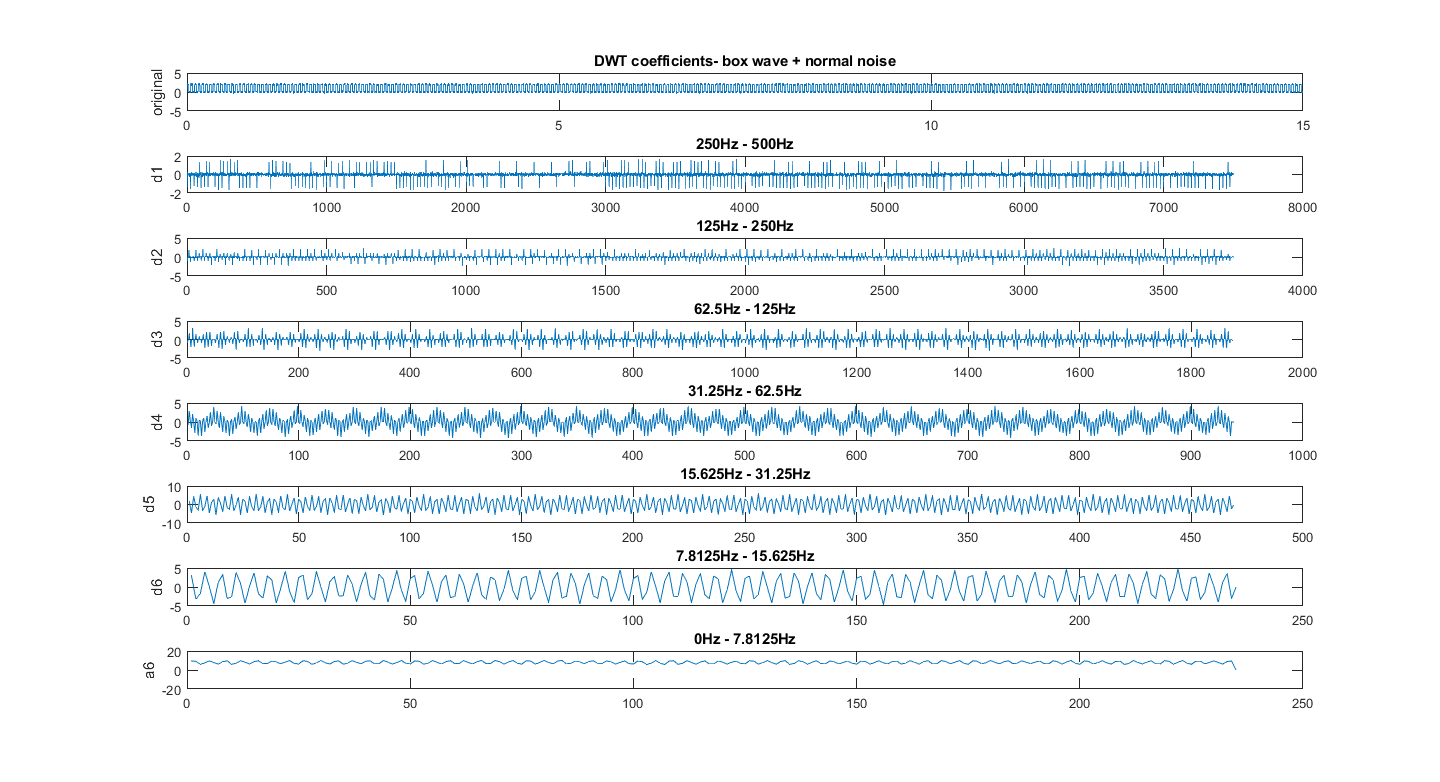 DWT coefficients- box wave + normal noise
original
5
0
-5
0 5 10 15
250Hz - 500Hz
d1
2
0
-2
0 1000 2000 3000 4000 5000 6000 7000 8000
125Hz - 250Hz
d2
5
0
-5
0 500 1000 1500 2000 2500 3000 3500 4000
62.5Hz - 125Hz
d3
5
0
-5
0 200 400 600 800 1000 1200 1400 1600 1800 2000
31.25Hz - 62.5Hz
d4
5
0
-5
0 100 200 300 400 500 600 700 800 900 1000
15.625Hz - 31.25Hz
d5
10
0
-10
0 50 100 150 200 250 300 350 400 450 500
7.8125Hz - 15.625Hz
d6
5
0
-5
0 50 100 150 200 250
0Hz - 7.8125Hz
a6
20
0
-20
0 50 100 150 200 250